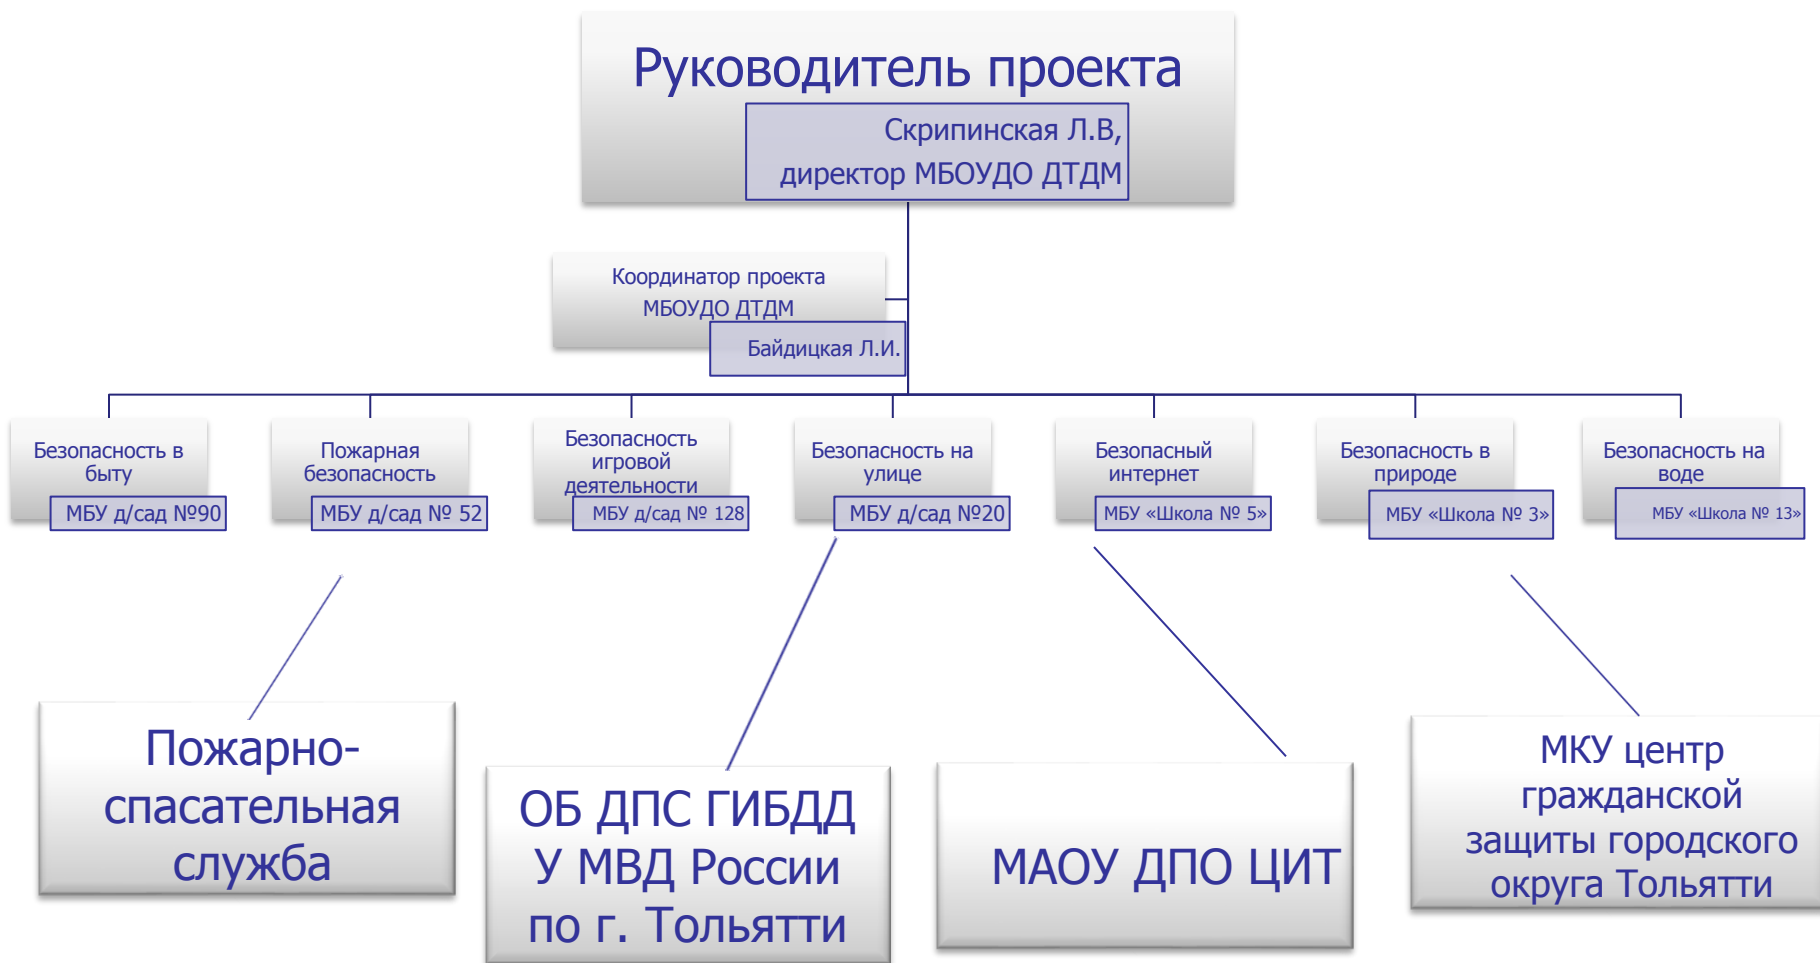 Руководитель проекта
Скрипинская Л.В,
директор МБОУДО ДТДМ
Координатор проекта
МБОУДО ДТДМ
Байдицкая Л.И.
Безопасность в
быту
МБУ д/сад №90
Пожарная
безопасность
МБУ д/сад № 52
Безопасность
игровой
деятельности
МБУ д/сад № 128
Безопасность на
улице
МБУ д/сад №20
Безопасный
интернет
МБУ «Школа № 5»
Безопасность в
природе
МБУ «Школа № 3»
Безопасность на
воде
МБУ «Школа № 13»
Пожарно-
спасательная
служба
ОБ ДПС ГИБДД
У МВД России
по г. Тольятти
МАОУ ДПО ЦИТ
МКУ центр
гражданской
защиты городского
округа Тольятти